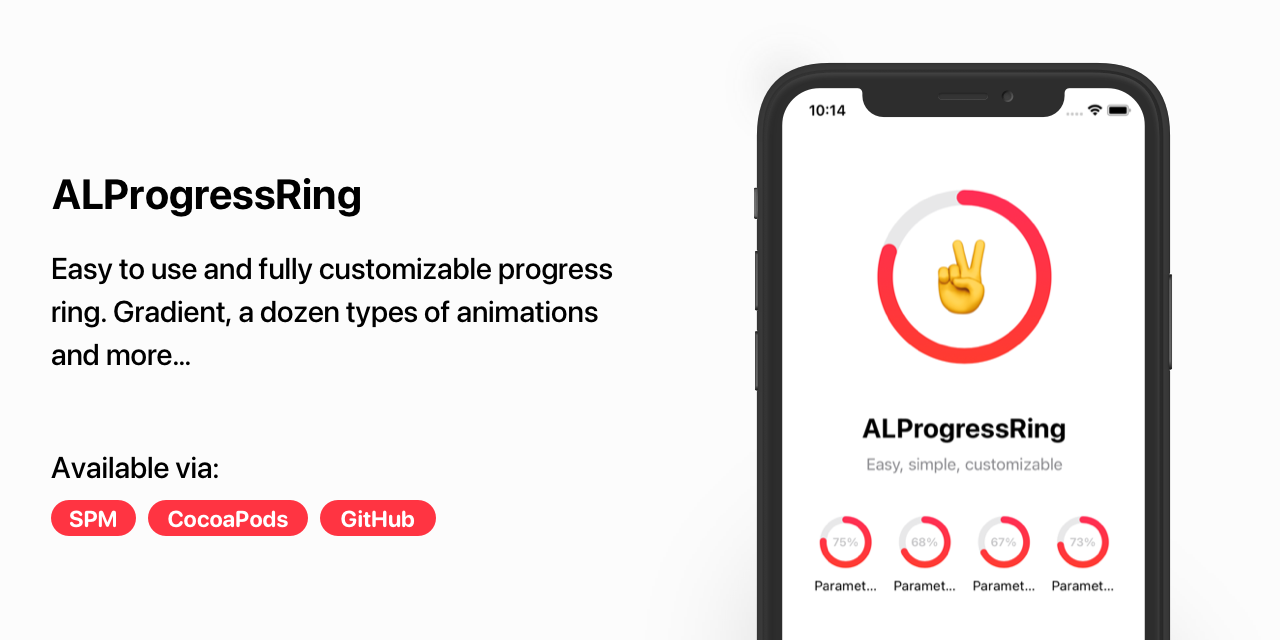 ALProgressRing
Easy to use and fully customizable progress
ring. Gradient, a dozen types of animations
and more...
Available via:
SPM
CocoaPods
GitHub
10:14
ALProgressRing
Easy, simple, customizable
75% 68% 67% 73%
Paramet... Paramet... Paramet... Paramet...